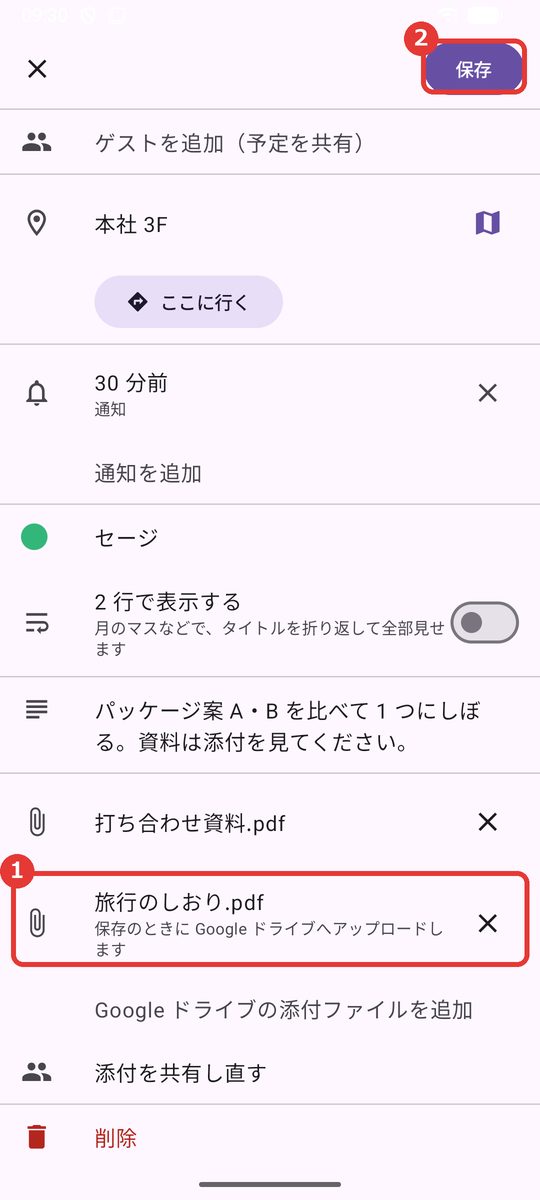 09:30
2
保存
ゲストを追加（予定を共有）
本社 3F
ここに行く
30 分前
通知
通知を追加
セージ
2 行で表示する
月のマスなどで、タイトルを折り返して全部見せ
ます
パッケージ案 A・B を比べて 1 つにしぼ
る。資料は添付を見てください。
打ち合わせ資料.pdf
1
旅行のしおり.pdf
保存のときに Google ドライブへアップロードし
ます
Google ドライブの添付ファイルを追加
添付を共有し直す
削除